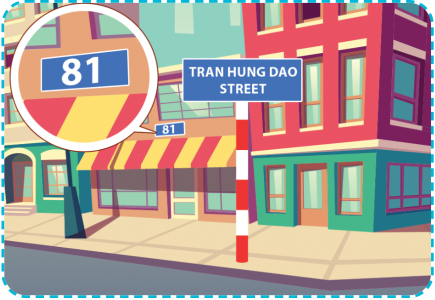 81
TRAN HUNG DAO
STREET
81